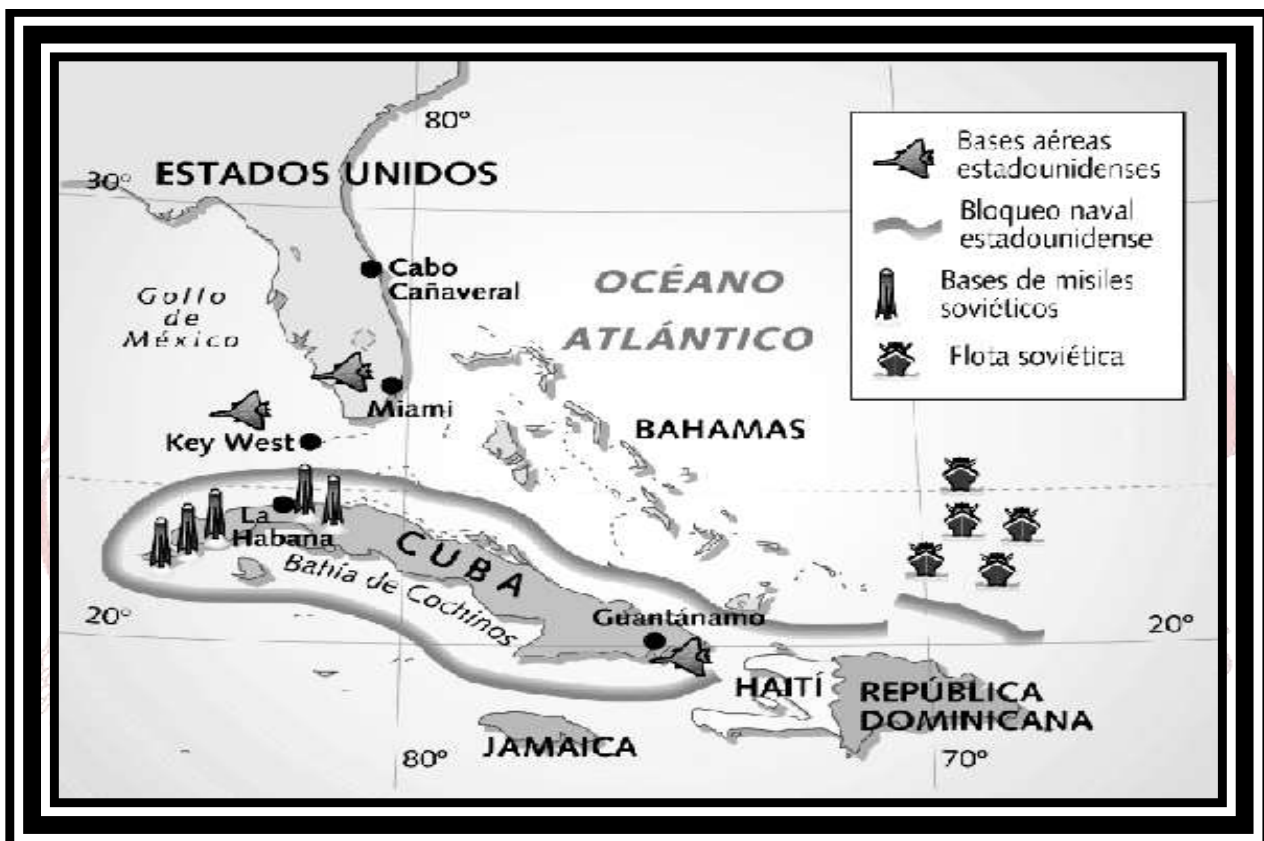 80°
30°
ESTADOS UNIDOS
Cabo
Cañaveral
Golfo
de
México
OCÉANO
ATLÁNTICO
Miami
Key West
BAHAMAS
La
Habana
CUBA
Bahía de Cochinos
Guantánamo
20°
20°
HAITÍ
REPÚBLICA
DOMINICANA
JAMAICA
80°
70°
Bases aéreas
estadounidenses
Bloqueo naval
estadounidense
Bases de misiles
soviéticos
Flota soviética